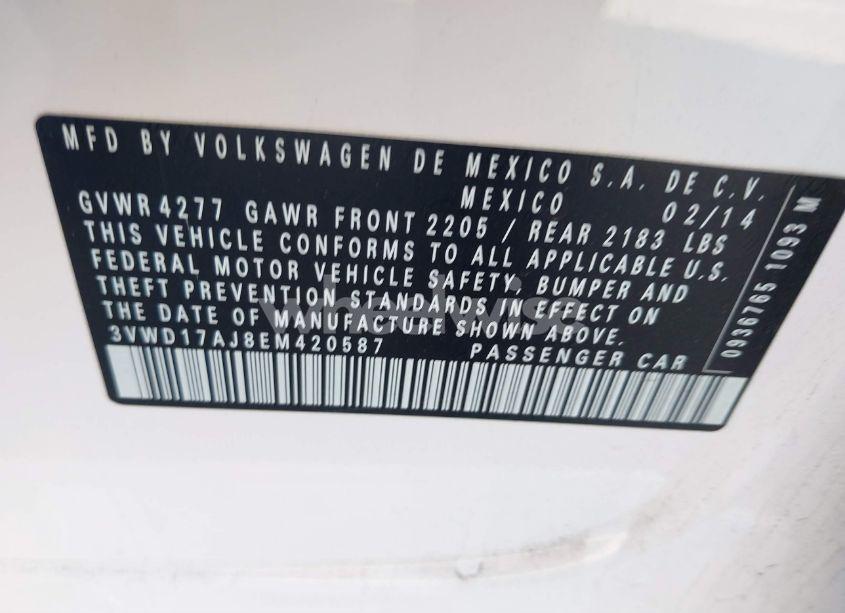 MFD BY VOLKSWAGEN DE MEXICO S.A. DE C.V.
MEXICO 02/14
GVWR 4277 GAWR FRONT 2205 / REAR 2183 LBS
THIS VEHICLE CONFORMS TO ALL APPLICABLE U.S.
FEDERAL MOTOR VEHICLE SAFETY, BUMPER AND
THEFT PREVENTION STANDARDS IN EFFECT ON
THE DATE OF MANUFACTURE SHOWN ABOVE.
3VWD17AJ8EM420587 PASSENGER CAR
0936765 1093 M
wheelwiss